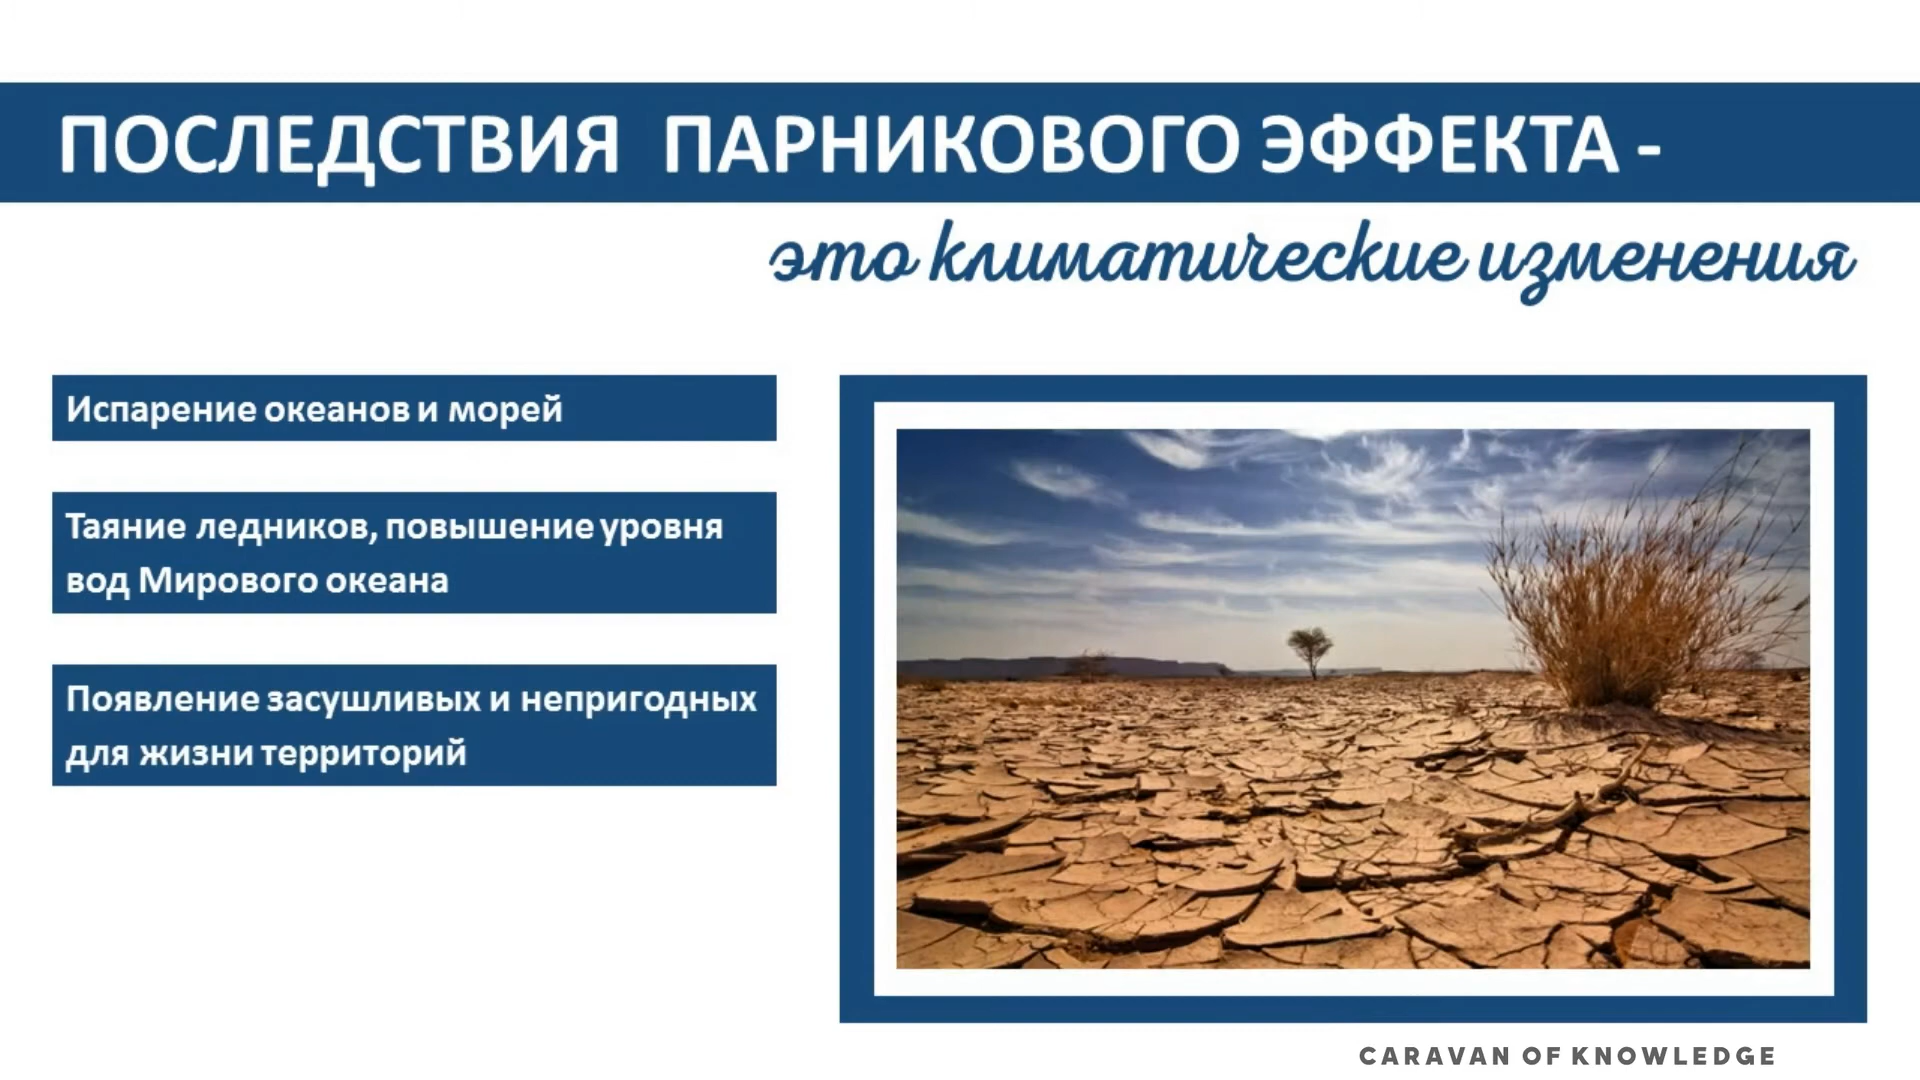 ПОСЛЕДСТВИЯ ПАРНИКОВОГО ЭФФЕКТА -
это климатические изменения
Испарение океанов и морей
Таяние ледников, повышение уровня
вод Мирового океана
Появление засушливых и непригодных
для жизни территорий
CARAVAN OF KNOWLEDGE